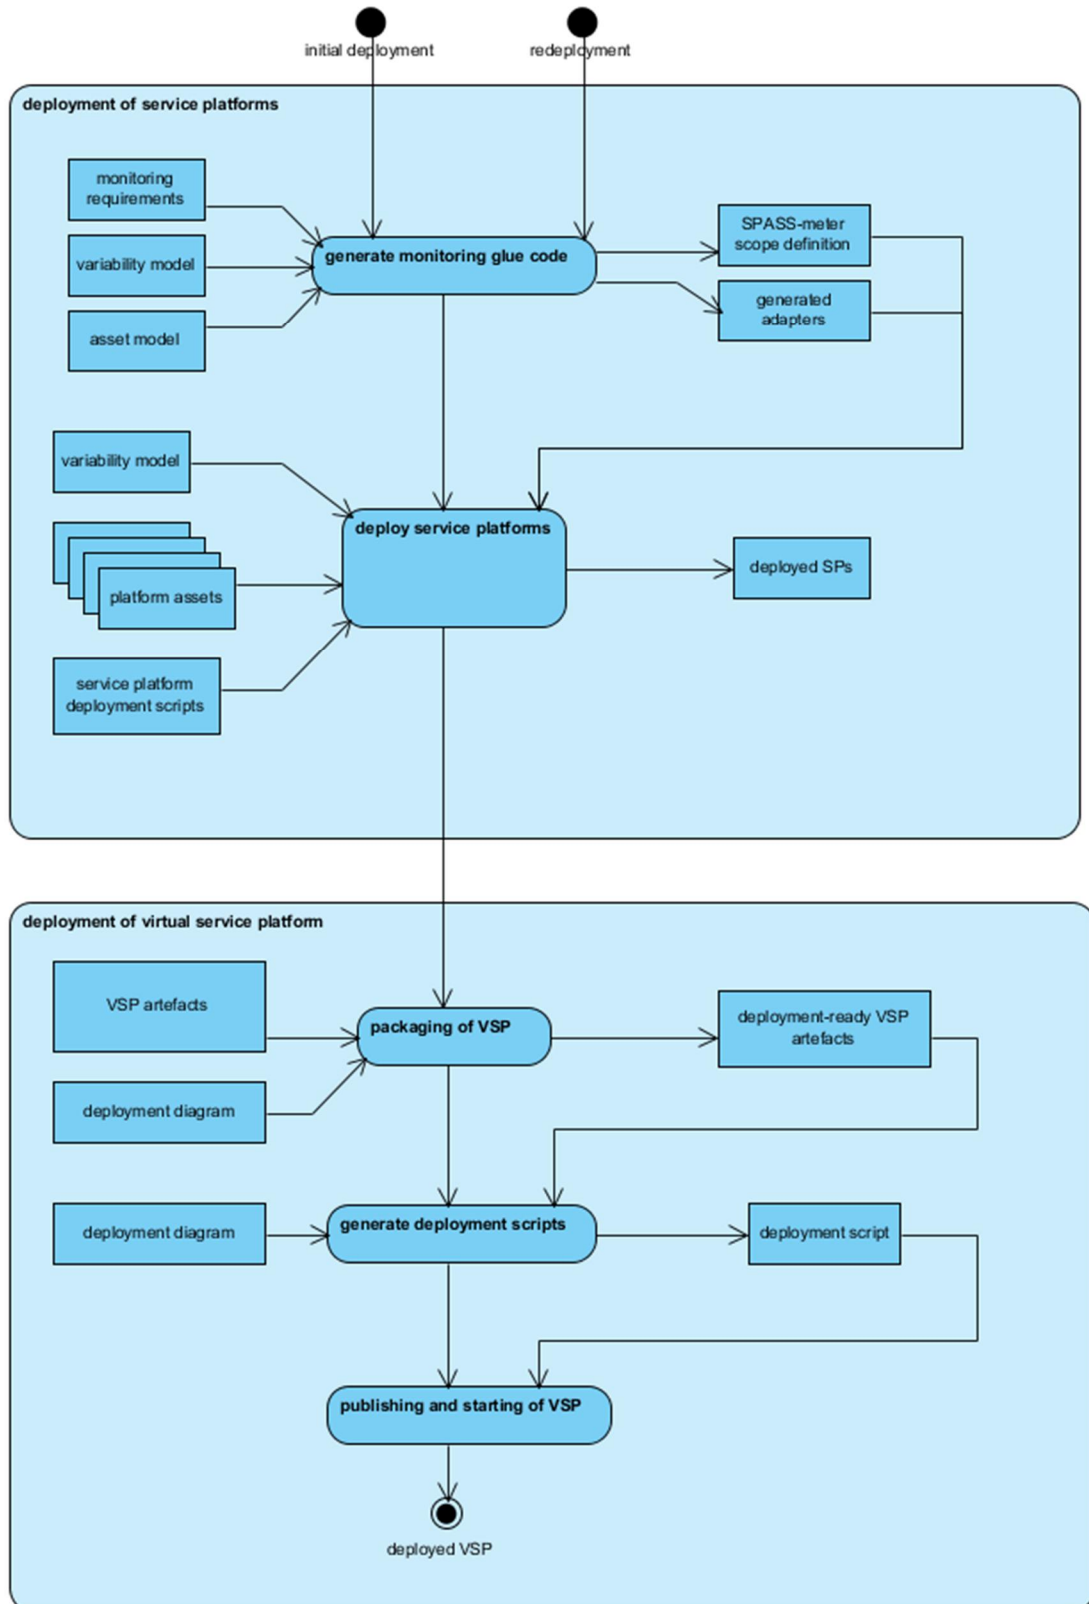 initial deployment
redeployment
deployment of service platforms
monitoring
requirements
variability model
asset model
generate monitoring glue code
SPASS-meter
scope definition
generated
adapters
variability model
platform assets
service platform
deployment scripts
deploy service platforms
deployed SPs
deployment of virtual service platform
VSP artefacts
deployment diagram
packaging of VSP
deployment-ready VSP
artefacts
deployment diagram
generate deployment scripts
deployment script
publishing and starting of VSP
deployed VSP